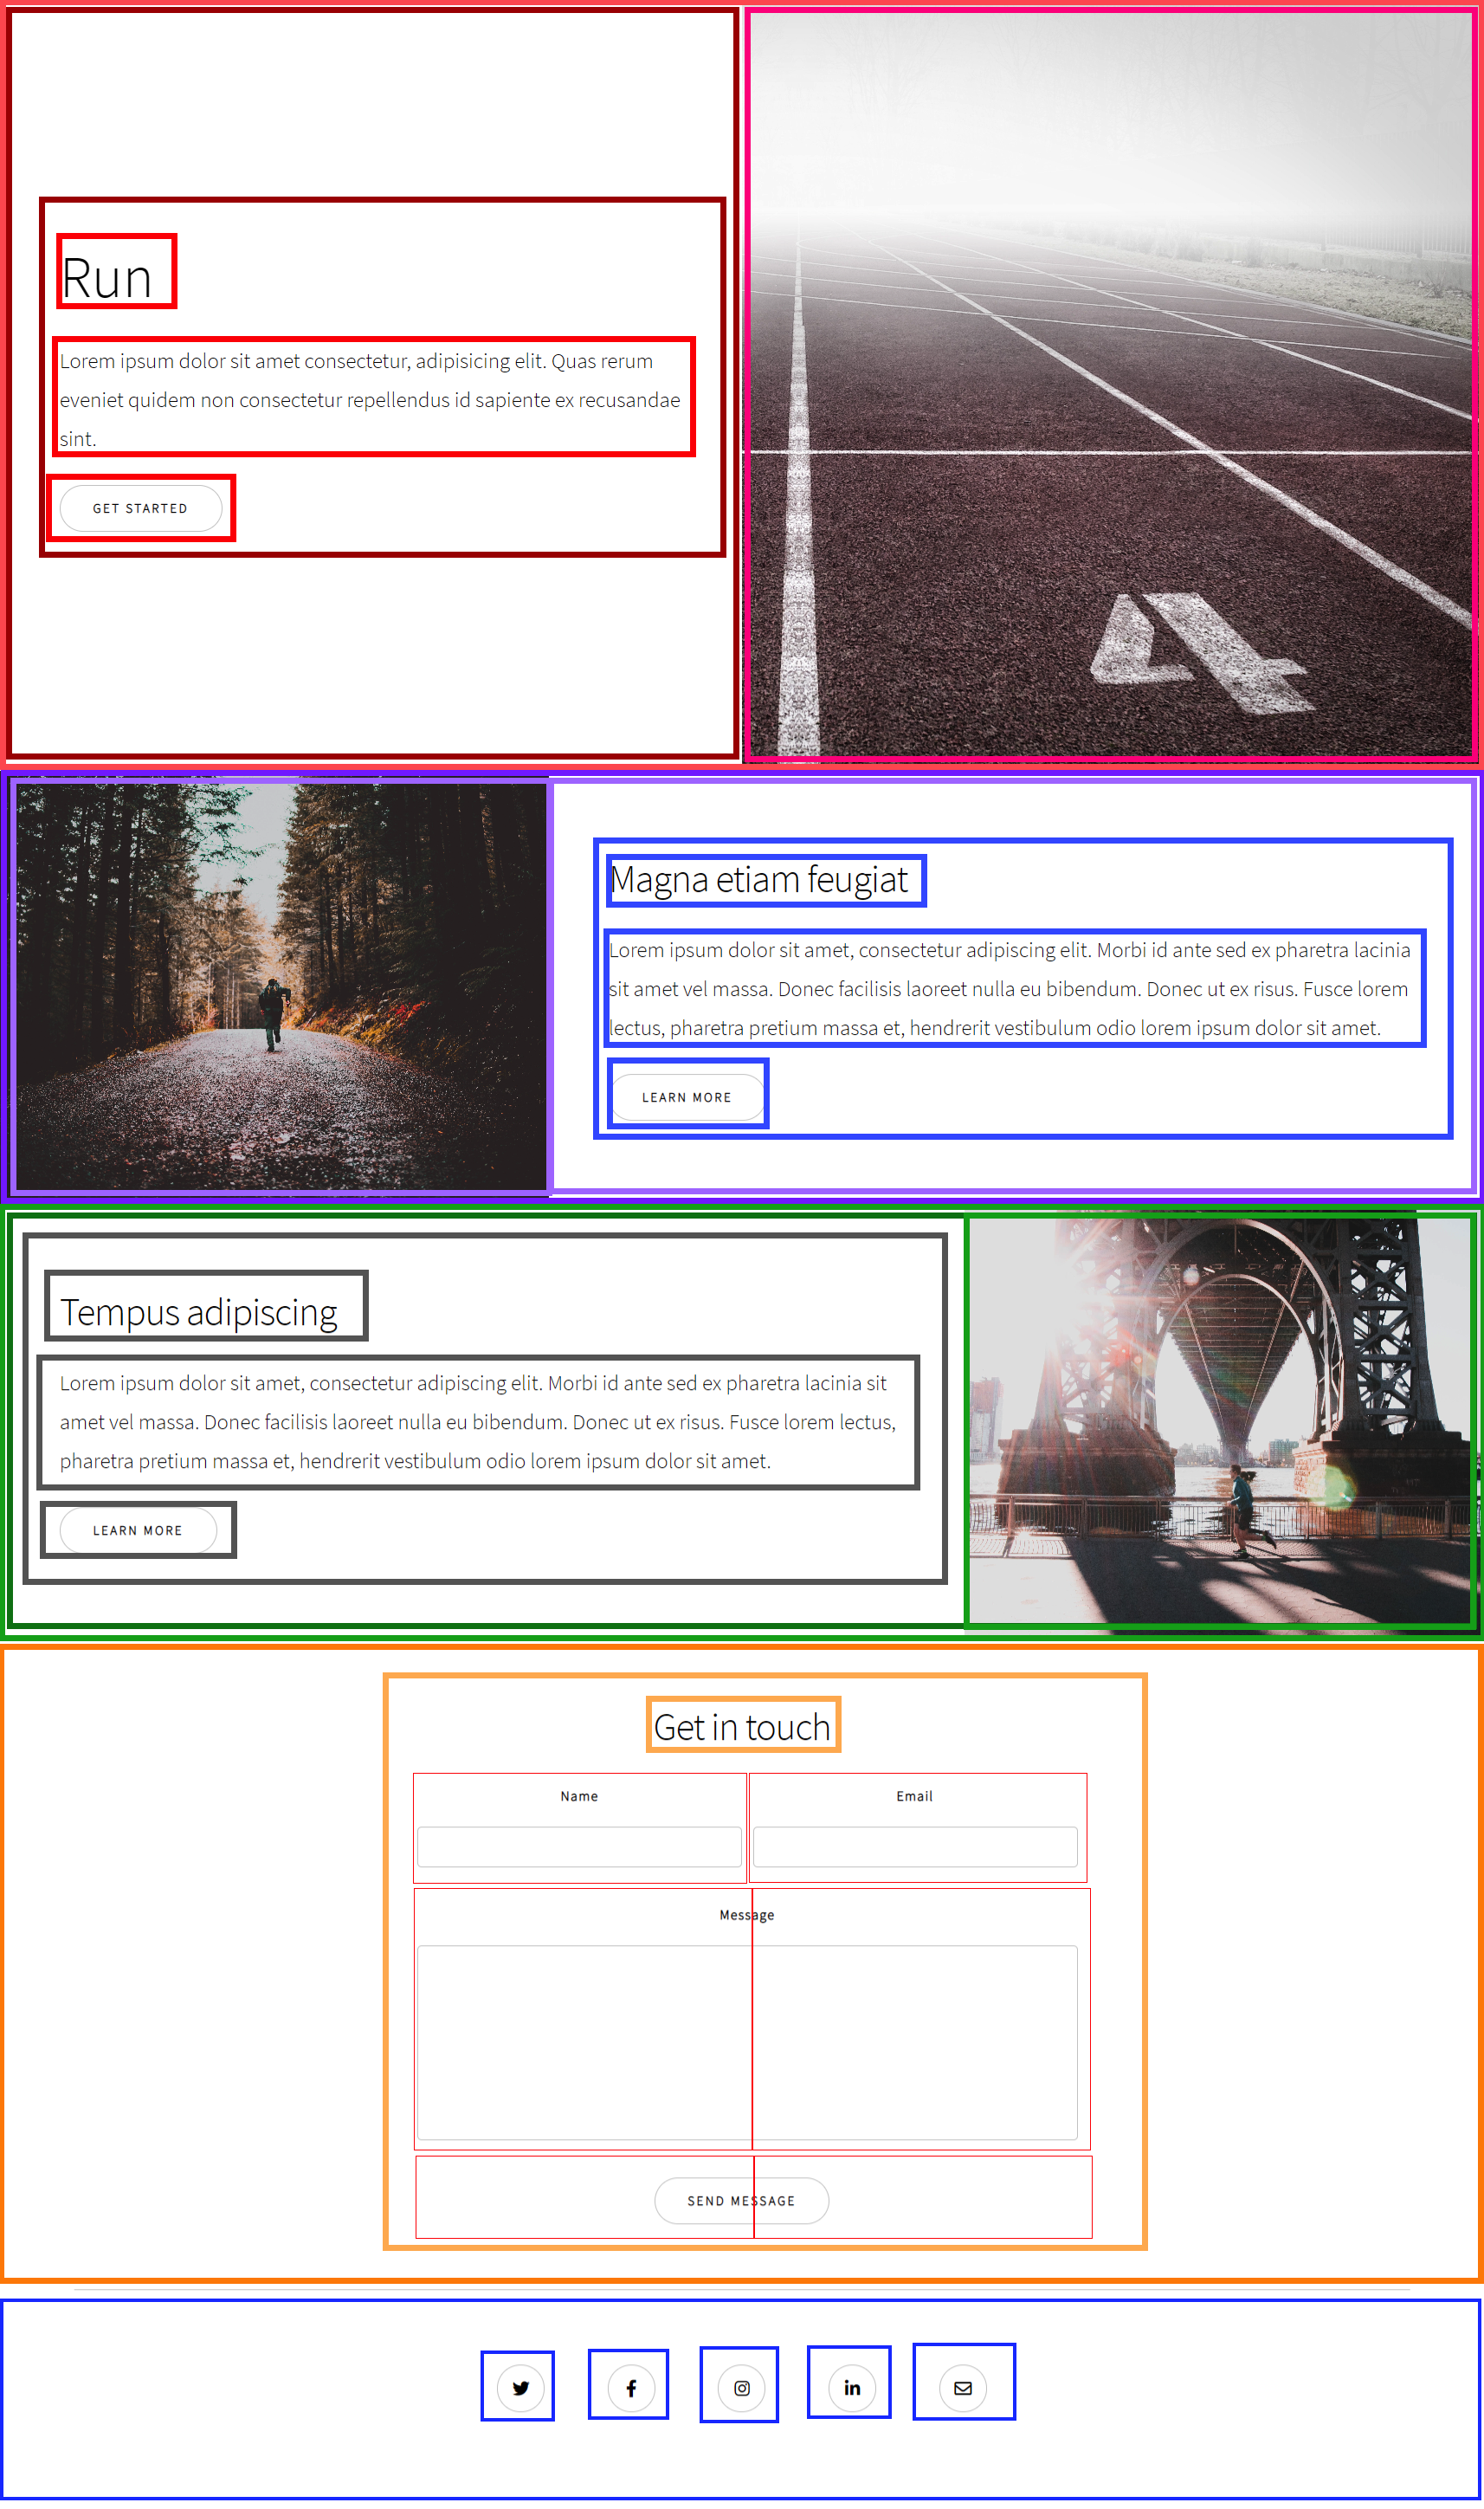 Run
Lorem ipsum dolor sit amet consectetur, adipisicing elit. Quas rerum
eveniet quidem non consectetur repellendus id sapiente ex recusandae
sint.
GET STARTED
4
Magna etiam feugiat
Lorem ipsum dolor sit amet, consectetur adipiscing elit. Morbi id ante sed ex pharetra lacinia
sit amet vel massa. Donec facilisis laoreet nulla eu bibendum. Donec ut ex risus. Fusce lorem
lectus, pharetra pretium massa et, hendrerit vestibulum odio lorem ipsum dolor sit amet.
LEARN MORE
Tempus adipiscing
Lorem ipsum dolor sit amet, consectetur adipiscing elit. Morbi id ante sed ex pharetra lacinia sit
amet vel massa. Donec facilisis laoreet nulla eu bibendum. Donec ut ex risus. Fusce lorem lectus,
pharetra pretium massa et, hendrerit vestibulum odio lorem ipsum dolor sit amet.
LEARN MORE
Get in touch
Name
Email
Message
SEND MESSAGE